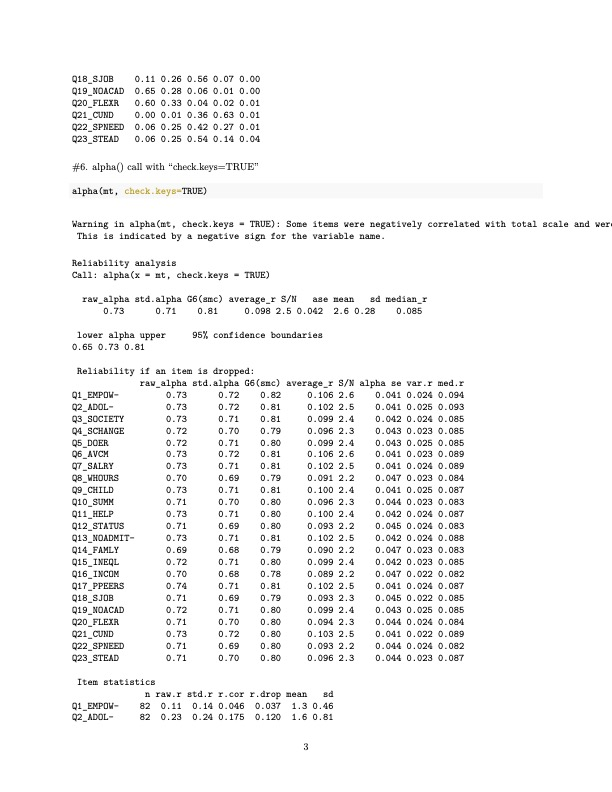 Q18_SJOB 0.11 0.26 0.56 0.07 0.00
Q19_NOACAD 0.65 0.28 0.06 0.01 0.00
Q20_FLEXR 0.60 0.33 0.04 0.02 0.01
Q21_CUND 0.00 0.01 0.36 0.63 0.01
Q22_SPNEED 0.06 0.25 0.42 0.27 0.01
Q23_STEAD 0.06 0.25 0.54 0.14 0.04
#6. alpha() call with “check.keys=TRUE”
alpha(mt, check.keys=TRUE)
Warning in alpha(mt, check.keys = TRUE): Some items were negatively correlated with total scale and were
This is indicated by a negative sign for the variable name.
Reliability analysis
Call: alpha(x = mt, check.keys = TRUE)
raw_alpha std.alpha G6(smc) average_r S/N ase mean sd median_r
0.73 0.71 0.81 0.098 2.5 0.042 2.6 0.28 0.085
lower alpha upper 95% confidence boundaries
0.65 0.73 0.81
Reliability if an item is dropped:
raw_alpha std.alpha G6(smc) average_r S/N alpha se var.r med.r
Q1_EMPOW- 0.73 0.72 0.82 0.106 2.6 0.041 0.024 0.094
Q2_ADOL- 0.73 0.72 0.81 0.102 2.5 0.041 0.025 0.093
Q3_SOCIETY 0.73 0.71 0.81 0.099 2.4 0.042 0.024 0.085
Q4_SCHANGE 0.72 0.70 0.79 0.096 2.3 0.043 0.023 0.085
Q5_DOER 0.72 0.71 0.80 0.099 2.4 0.043 0.025 0.085
Q6_AVCM 0.73 0.72 0.81 0.106 2.6 0.041 0.023 0.089
Q7_SALRY 0.73 0.71 0.81 0.102 2.5 0.041 0.024 0.089
Q8_WHOURS 0.70 0.69 0.79 0.091 2.2 0.047 0.023 0.084
Q9_CHILD 0.73 0.71 0.81 0.100 2.4 0.041 0.025 0.087
Q10_SUMM 0.71 0.70 0.80 0.096 2.3 0.044 0.023 0.083
Q11_HELP 0.73 0.71 0.80 0.100 2.4 0.042 0.024 0.087
Q12_STATUS 0.71 0.69 0.80 0.093 2.2 0.045 0.024 0.083
Q13_NOADMIT- 0.73 0.71 0.81 0.102 2.5 0.042 0.024 0.088
Q14_FAMLY 0.69 0.68 0.79 0.090 2.2 0.047 0.023 0.083
Q15_INEQL 0.72 0.71 0.80 0.099 2.4 0.042 0.023 0.085
Q16_INCOM 0.70 0.68 0.78 0.089 2.2 0.047 0.022 0.082
Q17_PPEERS 0.74 0.71 0.81 0.102 2.5 0.041 0.024 0.087
Q18_SJOB 0.71 0.69 0.79 0.093 2.3 0.045 0.022 0.085
Q19_NOACAD 0.72 0.71 0.80 0.099 2.4 0.043 0.025 0.085
Q20_FLEXR 0.71 0.70 0.80 0.094 2.3 0.044 0.024 0.084
Q21_CUND 0.73 0.72 0.80 0.103 2.5 0.041 0.022 0.089
Q22_SPNEED 0.71 0.69 0.80 0.093 2.2 0.044 0.024 0.082
Q23_STEAD 0.71 0.70 0.80 0.096 2.3 0.044 0.023 0.087
Item statistics
n raw.r std.r r.cor r.drop mean sd
Q1_EMPOW- 82 0.11 0.14 0.046 0.037 1.3 0.46
Q2_ADOL- 82 0.23 0.24 0.175 0.120 1.6 0.81
3